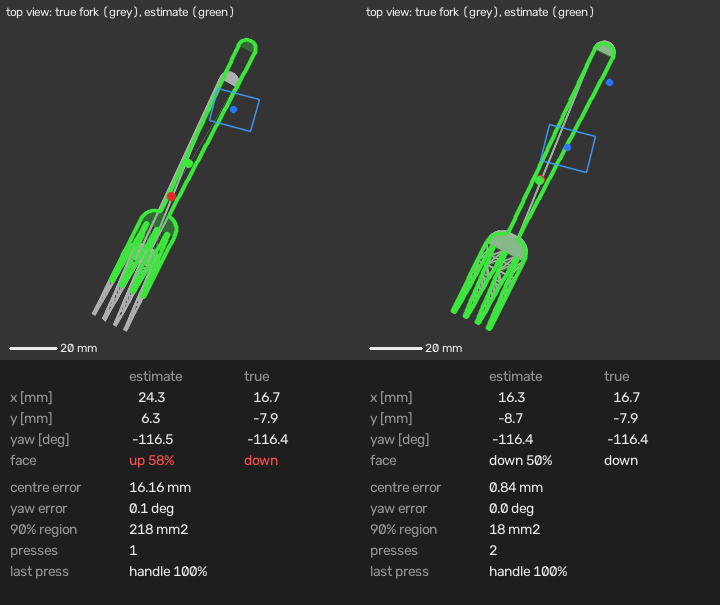 top view: true fork (grey), estimate (green)
20 mm
estimate true
x [mm] 24.3 16.7
y [mm] 6.3 -7.9
yaw [deg] -116.5 -116.4
face up 58% down
centre error 16.16 mm
yaw error 0.1 deg
90% region 218 mm2
presses 1
last press handle 100%
top view: true fork (grey), estimate (green)
20 mm
estimate true
x [mm] 16.3 16.7
y [mm] -8.7 -7.9
yaw [deg] -116.4 -116.4
face down 50% down
centre error 0.84 mm
yaw error 0.0 deg
90% region 18 mm2
presses 2
last press handle 100%